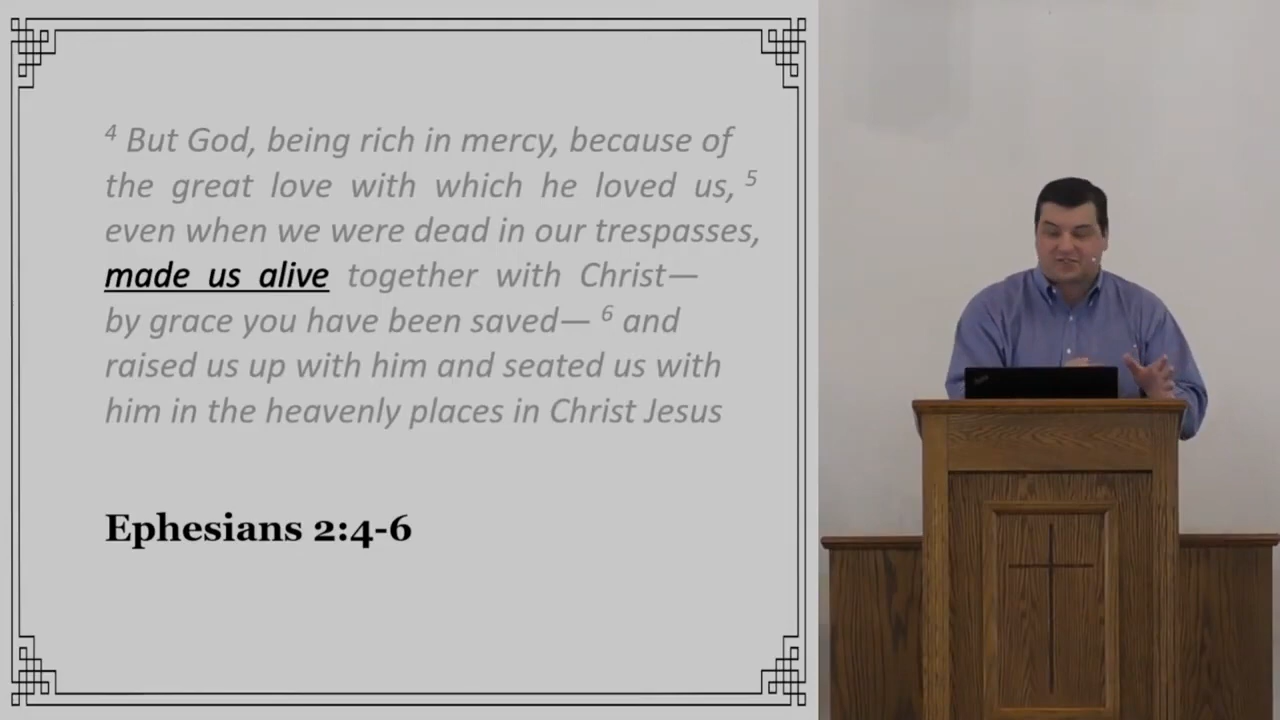 4 But God, being rich in mercy, because of
the great love with which he loved us, 5
even when we were dead in our trespasses,
made us alive together with Christ—
by grace you have been saved— 6 and
raised us up with him and seated us with
him in the heavenly places in Christ Jesus
Ephesians 2:4-6